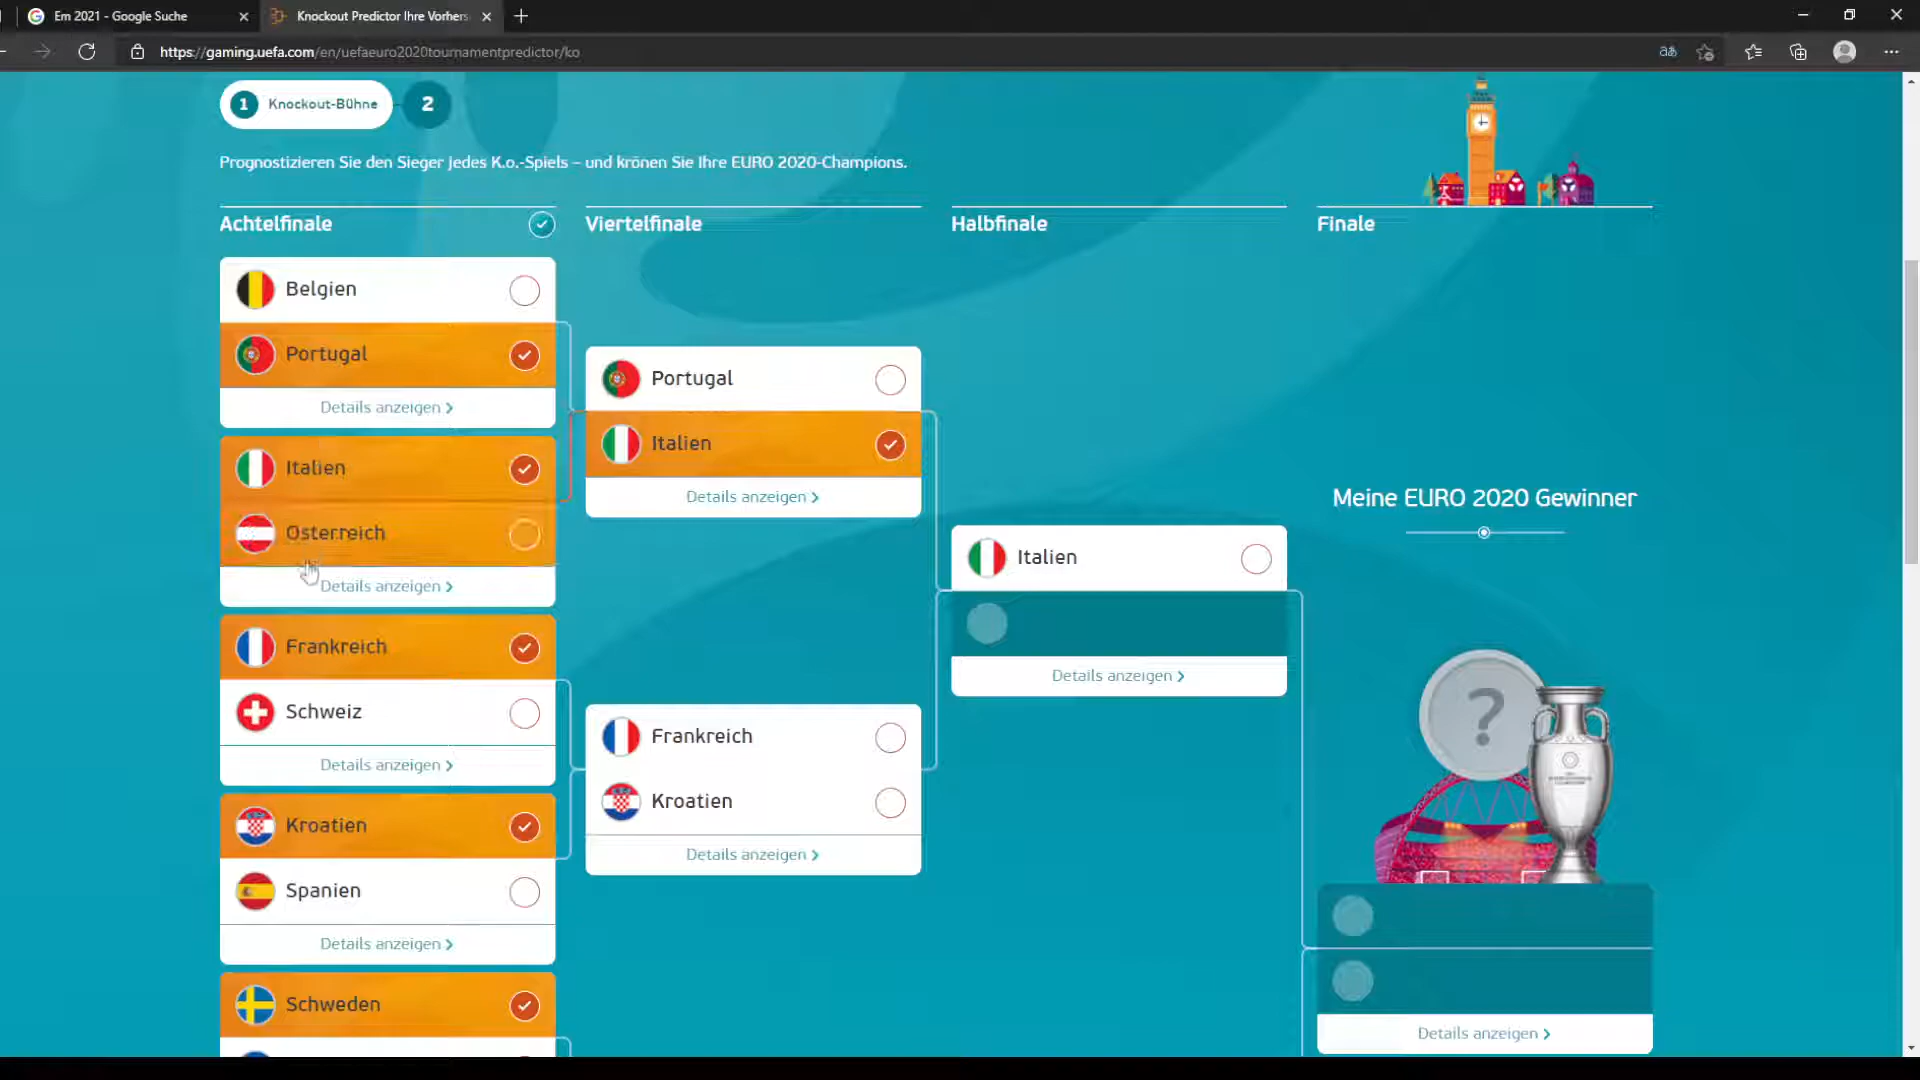 Em 2021 - Google Suche
Knockout Predictor Ihre Vorhers
https://gaming.uefa.com/en/uefaeuro2020tournamentpredictor/ko
1 Knockout-Bühne 2
Prognostizieren Sie den Sieger jedes K.o.-Spiels – und krönen Sie Ihre EURO 2020-Champions.
Achtelfinale
Viertelfinale
Halbfinale
Finale
Belgien
Portugal
Details anzeigen
Italien
Österreich
Details anzeigen
Frankreich
Schweiz
Details anzeigen
Kroatien
Spanien
Details anzeigen
Schweden
Portugal
Italien
Details anzeigen
Frankreich
Kroatien
Details anzeigen
Italien
Details anzeigen
Meine EURO 2020 Gewinner
?
Details anzeigen